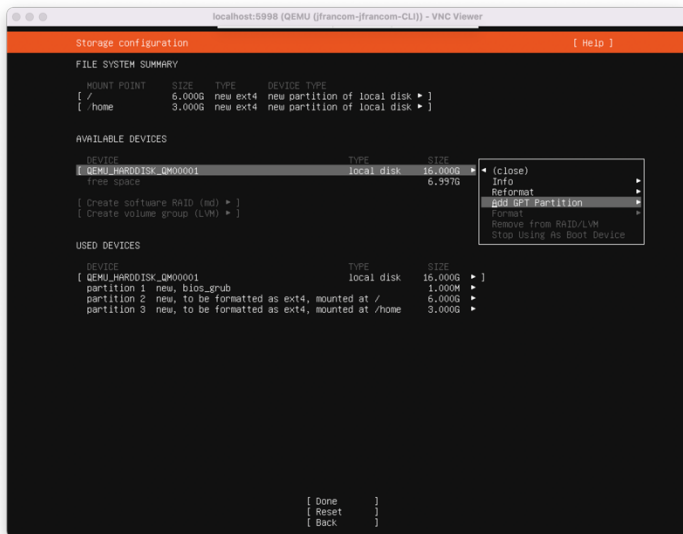 localhost:5998 (QEMU (jfrancom-jfrancom-CLI)) - VNC Viewer
Storage configuration [ Help ]
FILE SYSTEM SUMMARY
MOUNT POINT SIZE TYPE DEVICE TYPE
[ / 6.000G new ext4 new partition of local disk ▸ ]
[ /home 3.000G new ext4 new partition of local disk ▸ ]
AVAILABLE DEVICES
DEVICE TYPE SIZE
[ QEMU_HARDDISK_QM00001 local disk 16.000G ▸
free space 6.997G
[ Create software RAID (md) ▸ ]
[ Create volume group (LVM) ▸ ]
◂ (close)
Info ▸
Reformat ▸
Add GPT Partition ▸
Format ▸
Remove from RAID/LVM
Stop Using As Boot Device
USED DEVICES
DEVICE TYPE SIZE
[ QEMU_HARDDISK_QM00001 local disk 16.000G ▸ ]
partition 1 new, bios_grub 1.000M ▸
partition 2 new, to be formatted as ext4, mounted at / 6.000G ▸
partition 3 new, to be formatted as ext4, mounted at /home 3.000G ▸
[ Done ]
[ Reset ]
[ Back ]